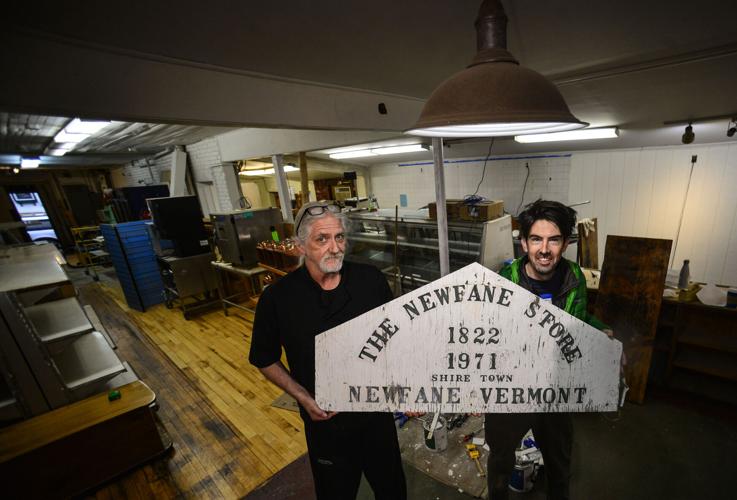 THE NEWFANE STORE
1822
1971
SHIRE TOWN
NEWFANE VERMONT